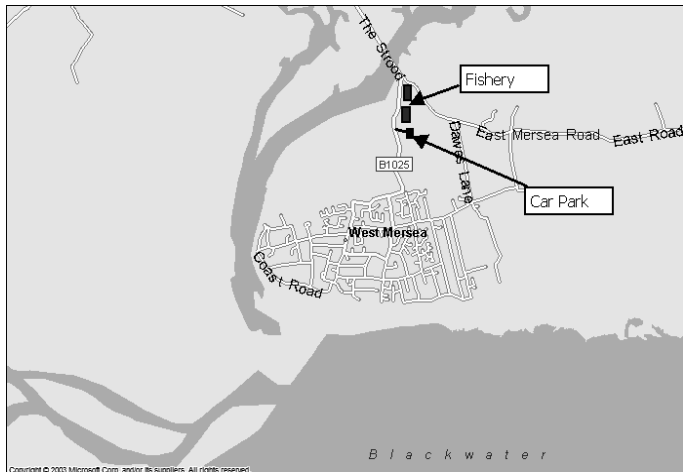 The Strood
Fishery
East Mersea Road
East Road
Dawes Lane
B1025
Car Park
West Mersea
Coast Road
Blackwater
Copyright © 2003 Microsoft Corp. and/or its suppliers. All rights reserved.